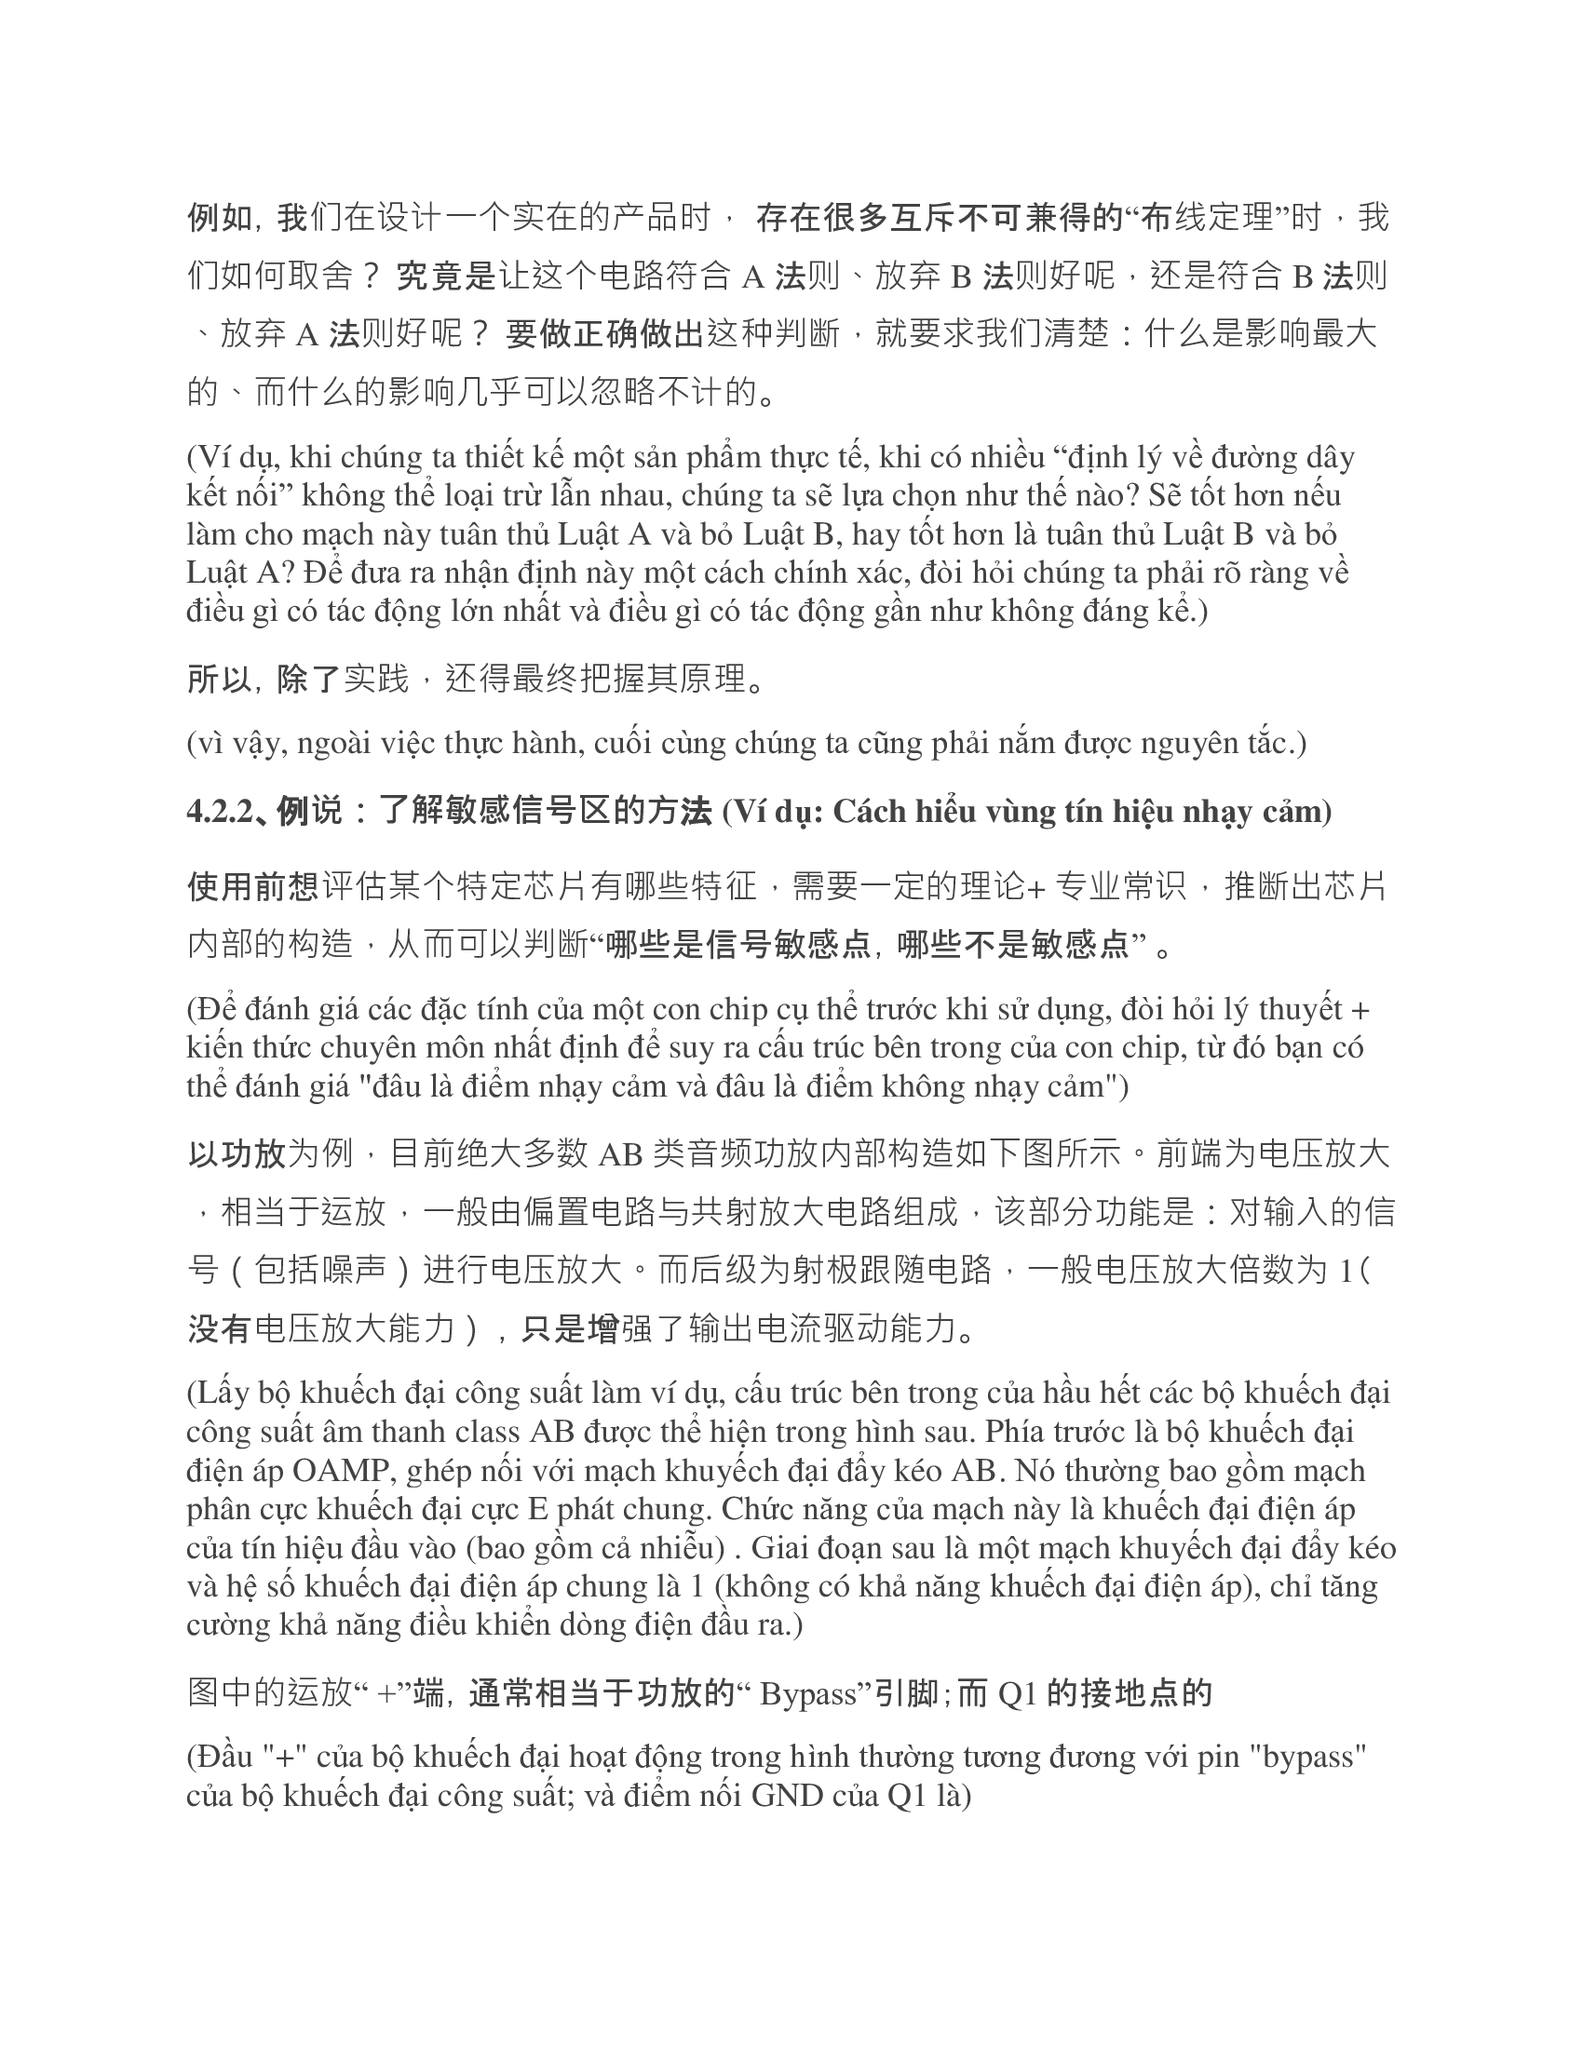 例如, 我们在设计一个实在的产品时， 存在很多互斥不可兼得的“布线定理”时，我
们如何取舍？ 究竟是让这个电路符合 A 法则、放弃 B 法则好呢，还是符合 B 法则
、放弃 A 法则好呢？ 要做正确做出这种判断，就要求我们清楚：什么是影响最大
的、而什么的影响几乎可以忽略不计的。
(Ví dụ, khi chúng ta thiết kế một sản phẩm thực tế, khi có nhiều “định lý về đường dây
kết nối” không thể loại trừ lẫn nhau, chúng ta sẽ lựa chọn như thế nào? Sẽ tốt hơn nếu
làm cho mạch này tuân thủ Luật A và bỏ Luật B, hay tốt hơn là tuân thủ Luật B và bỏ
Luật A? Để đưa ra nhận định này một cách chính xác, đòi hỏi chúng ta phải rõ ràng về
điều gì có tác động lớn nhất và điều gì có tác động gần như không đáng kể.)
所以, 除了实践，还得最终把握其原理。
(vì vậy, ngoài việc thực hành, cuối cùng chúng ta cũng phải nắm được nguyên tắc.)
4.2.2、例说：了解敏感信号区的方法 (Ví dụ: Cách hiểu vùng tín hiệu nhạy cảm)
使用前想评估某个特定芯片有哪些特征，需要一定的理论+ 专业常识，推断出芯片
内部的构造，从而可以判断“哪些是信号敏感点, 哪些不是敏感点” 。
(Để đánh giá các đặc tính của một con chip cụ thể trước khi sử dụng, đòi hỏi lý thuyết +
kiến thức chuyên môn nhất định để suy ra cấu trúc bên trong của con chip, từ đó bạn có
thể đánh giá "đâu là điểm nhạy cảm và đâu là điểm không nhạy cảm")
以功放为例，目前绝大多数 AB 类音频功放内部构造如下图所示。前端为电压放大
，相当于运放，一般由偏置电路与共射放大电路组成，该部分功能是：对输入的信
号（包括噪声）进行电压放大。而后级为射极跟随电路，一般电压放大倍数为 1(
没有电压放大能力），只是增强了输出电流驱动能力。
(Lấy bộ khuếch đại công suất làm ví dụ, cấu trúc bên trong của hầu hết các bộ khuếch đại
công suất âm thanh class AB được thể hiện trong hình sau. Phía trước là bộ khuếch đại
điện áp OAMP, ghép nối với mạch khuyếch đại đẩy kéo AB. Nó thường bao gồm mạch
phân cực khuếch đại cực E phát chung. Chức năng của mạch này là khuếch đại điện áp
của tín hiệu đầu vào (bao gồm cả nhiễu) . Giai đoạn sau là một mạch khuyếch đại đẩy kéo
và hệ số khuếch đại điện áp chung là 1 (không có khả năng khuếch đại điện áp), chỉ tăng
cường khả năng điều khiển dòng điện đầu ra.)
图中的运放“ +”端, 通常相当于功放的“ Bypass”引脚;而 Q1 的接地点的
(Đầu "+" của bộ khuếch đại hoạt động trong hình thường tương đương với pin "bypass"
của bộ khuếch đại công suất; và điểm nối GND của Q1 là)